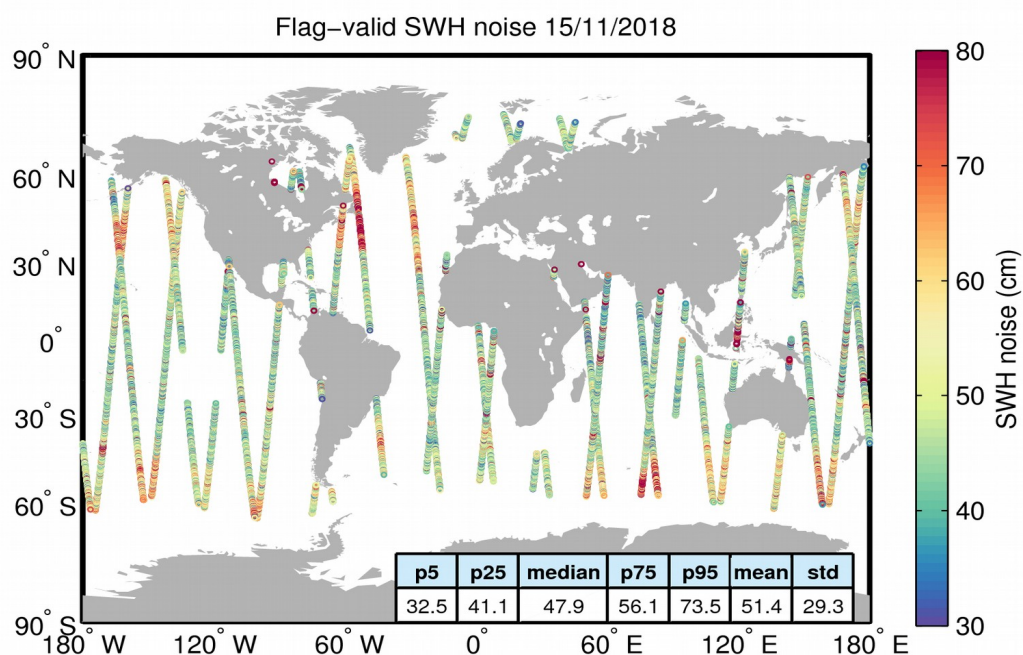 Flag−valid SWH noise 15/11/2018
90° N
60° N
30° N
0°
30° S
60° S
90° S
180° W
120° W
60° W
0°
60° E
120° E
180° E
p5 p25 median p75 p95 mean std
32.5 41.1 47.9 56.1 73.5 51.4 29.3
80
70
60
50
40
30
SWH noise (cm)